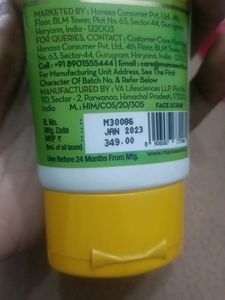 MARKETED BY : Honasa Consumer Pvt. Ltd., 4th
Floor, BLM Tower, Plot No. 63, Sector-44, Gurugram,
Haryana, India - 122003
FOR QUERIES, CONTACT : Customer Care
Honasa Consumer Pvt. Ltd., 4th Floor, BLM Tower,
No. 63, Sector-44, Gurugram, Haryana, India -
Call us: +91 8901555444 | Email:
For Manufacturing Unit Address, See The First
Character Of Batch No. & Refer Below
MANUFACTURED BY : VA Lifesciences LLP, Plot No.
9D, Sector - 2, Parwanoo, Himachal Pradesh,
India
M : HIM/COS/20/305
FACE SCRUB
B. No. M30086
Mfg. Date JAN 2023
MRP ₹ 349.00
(Incl. of all taxes)
Use Before 24 Months From Mfg.